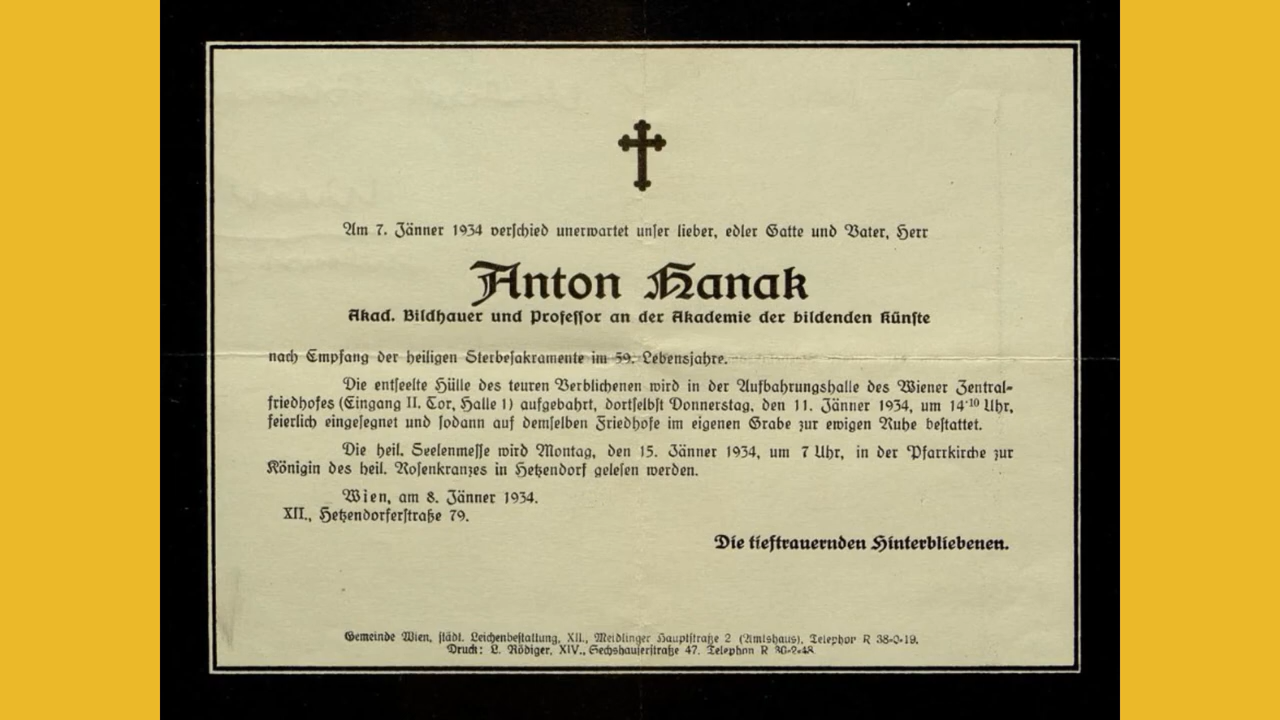 Am 7. Jänner 1934 verschied unerwartet unser lieber, edler Gatte und Vater, Herr
Anton Hanak
Akad. Bildhauer und Professor an der Akademie der bildenden Künste
nach Empfang der heiligen Sterbesakramente im 59. Lebensjahre.
Die entseelte Hülle des teuren Verblichenen wird in der Aufbahrungshalle des Wiener Zentral-
friedhofes (Eingang II. Tor, Halle 1) aufgebahrt, dortselbst Donnerstag, den 11. Jänner 1934, um 14·10 Uhr,
feierlich eingesegnet und sodann auf demselben Friedhofe im eigenen Grabe zur ewigen Ruhe bestattet.
Die heil. Seelenmesse wird Montag, den 15. Jänner 1934, um 7 Uhr, in der Pfarrkirche zur
Königin des heil. Rosenkranzes in Hetzendorf gelesen werden.
Wien, am 8. Jänner 1934.
XII., Hetzendorferstraße 79.
Die tieftrauernden Hinterbliebenen.
Gemeinde Wien, städt. Leichenbestattung, XII., Meidlinger Hauptstraße 2 (Amtshaus), Telephon R 38-0-19.
Druck: L. Rödiger, XIV., Sechshauserstraße 47. Telephon R